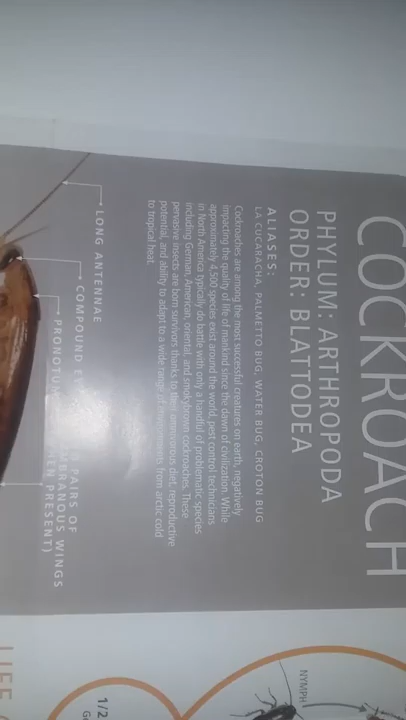 COCKROACH
PHYLUM: ARTHROPODA
ORDER: BLATTODEA
ALIASES:
LA CUCARACHA, PALMETTO BUG, WATER BUG, CROTON BUG
Cockroaches are among the most successful creatures on earth, negatively
impacting the quality of life of mankind since the dawn of civilization. While
approximately 4,500 species exist around the world, pest control technicians
in North America typically do battle with only a handful of problematic species
including German, American, oriental, and smokybrown cockroaches. These
pervasive insects are born survivors thanks to their omnivorous diet, reproductive
potential, and ability to adapt to a wide range of environments from arctic cold
to tropical heat.
LONG ANTENNAE
COMPOUND
PRONOTUM
PAIRS OF
WINGS
PRESENT)
NYMPH
1/2
LIFE